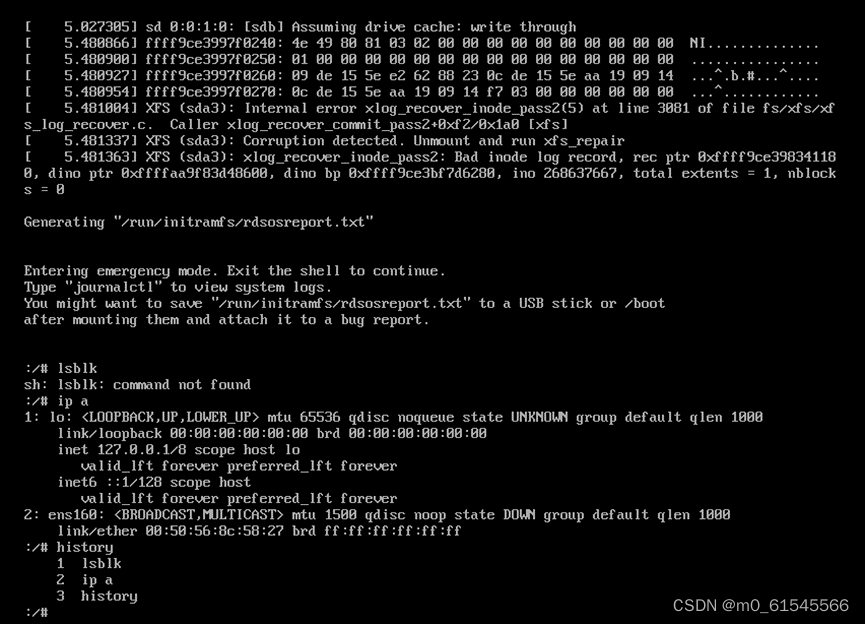 [    5.027305] sd 0:0:1:0: [sdb] Assuming drive cache: write through
[    5.480866] ffff9ce3997f0240: 4e 49 80 81 03 02 00 00 00 00 00 00 00 00 00 00  NI..............
[    5.480900] ffff9ce3997f0250: 01 00 00 00 00 00 00 00 00 00 00 00 00 00 00 00  ................
[    5.480927] ffff9ce3997f0260: 09 de 15 5e e2 62 88 23 0c de 15 5e aa 19 09 14  ...^.b.#...^....
[    5.480954] ffff9ce3997f0270: 0c de 15 5e aa 19 09 14 f7 03 00 00 00 00 00 00  ...^............
[    5.481004] XFS (sda3): Internal error xlog_recover_inode_pass2(5) at line 3081 of file fs/xfs/xf
s_log_recover.c.  Caller xlog_recover_commit_pass2+0xf2/0x1a0 [xfs]
[    5.481337] XFS (sda3): Corruption detected. Unmount and run xfs_repair
[    5.481363] XFS (sda3): xlog_recover_inode_pass2: Bad inode log record, rec ptr 0xffff9ce39834118
0, dino ptr 0xffffaa9f83d48600, dino bp 0xffff9ce3bf7d6280, ino 268637667, total extents = 1, nblock
s = 0
Generating "/run/initramfs/rdsosreport.txt"
Entering emergency mode. Exit the shell to continue.
Type "journalctl" to view system logs.
You might want to save "/run/initramfs/rdsosreport.txt" to a USB stick or /boot
after mounting them and attach it to a bug report.
:/# lsblk
sh: lsblk: command not found
:/# ip a
1: lo: <LOOPBACK,UP,LOWER_UP> mtu 65536 qdisc noqueue state UNKNOWN group default qlen 1000
    link/loopback 00:00:00:00:00:00 brd 00:00:00:00:00:00
    inet 127.0.0.1/8 scope host lo
       valid_lft forever preferred_lft forever
    inet6 ::1/128 scope host
       valid_lft forever preferred_lft forever
2: ens160: <BROADCAST,MULTICAST> mtu 1500 qdisc noop state DOWN group default qlen 1000
    link/ether 00:50:56:8c:58:27 brd ff:ff:ff:ff:ff:ff
:/# history
    1  lsblk
    2  ip a
    3  history
:/#
CSDN @m0_61545566